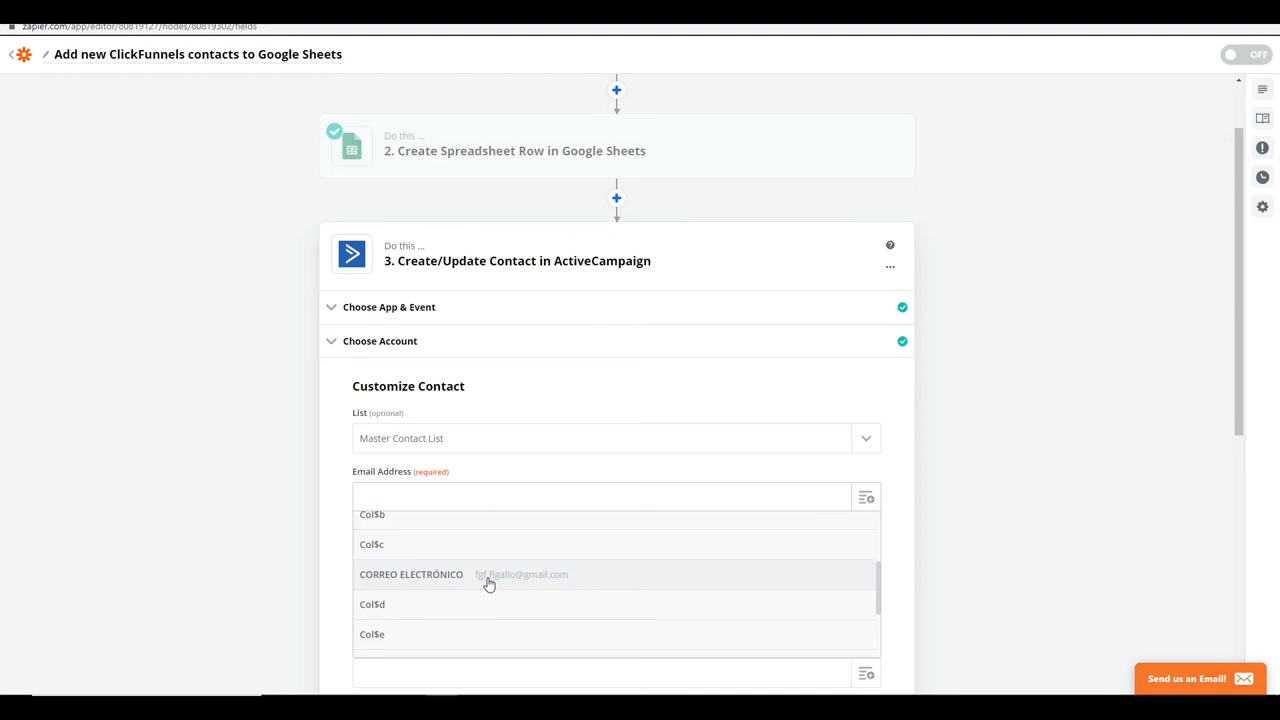 zapier.com/app/editor/80819127/nodes/80819302/fields
Add new ClickFunnels contacts to Google Sheets
OFF
Do this ...
2. Create Spreadsheet Row in Google Sheets
Do this ...
3. Create/Update Contact in ActiveCampaign
Choose App & Event
Choose Account
Customize Contact
List (optional)
Master Contact List
Email Address (required)
Col$b
Col$c
CORREO ELECTRÓNICO fgf.figallo@gmail.com
Col$d
Col$e
Send us an Email!